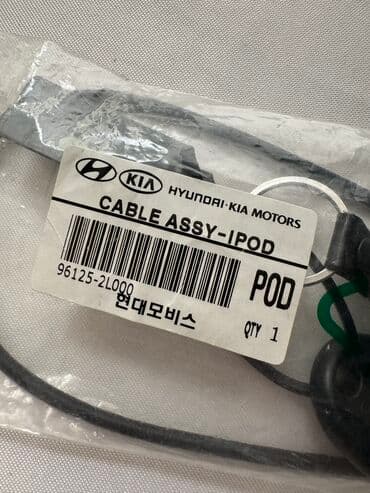 KIA HYUNDAI·KIA MOTORS
CABLE ASSY-IPOD
96125-2L000
POD
현대모비스
QTY 1